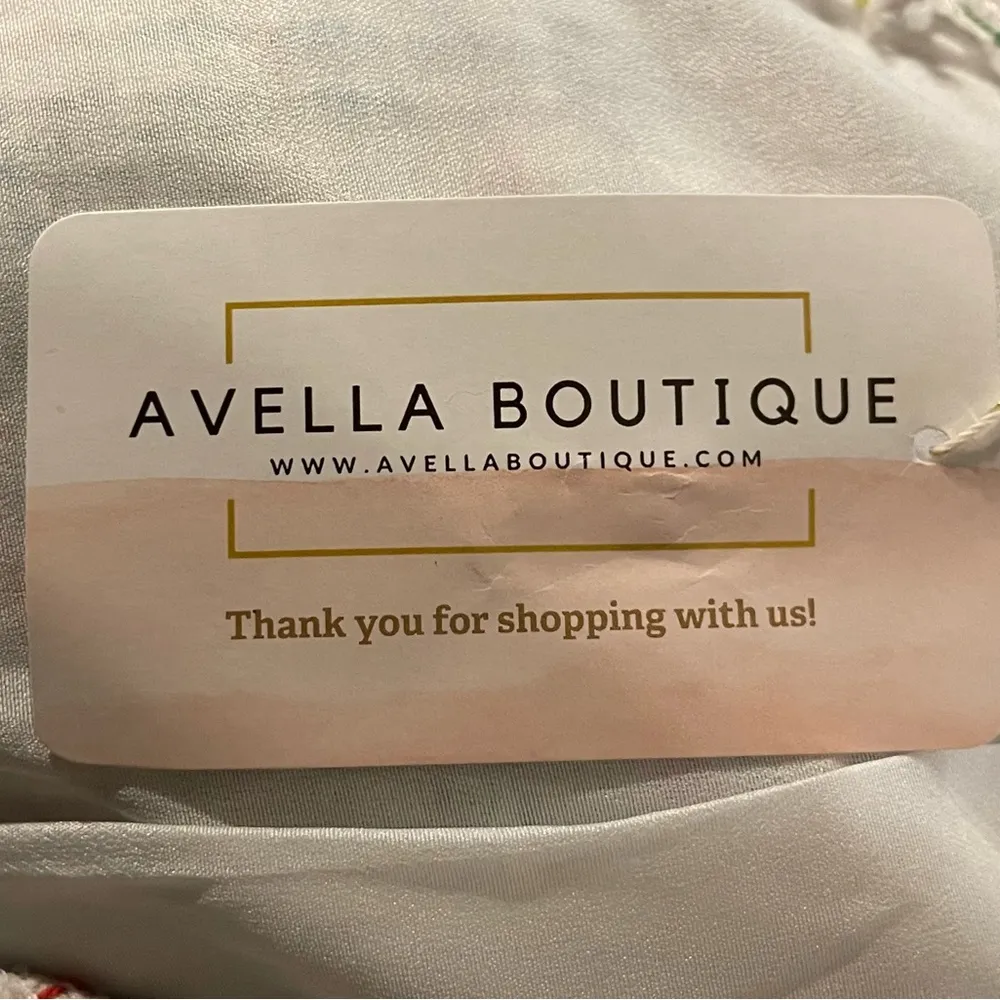 AVELLA BOUTIQUE
WWW.AVELLABOUTIQUE.COM
Thank you for shopping with us!